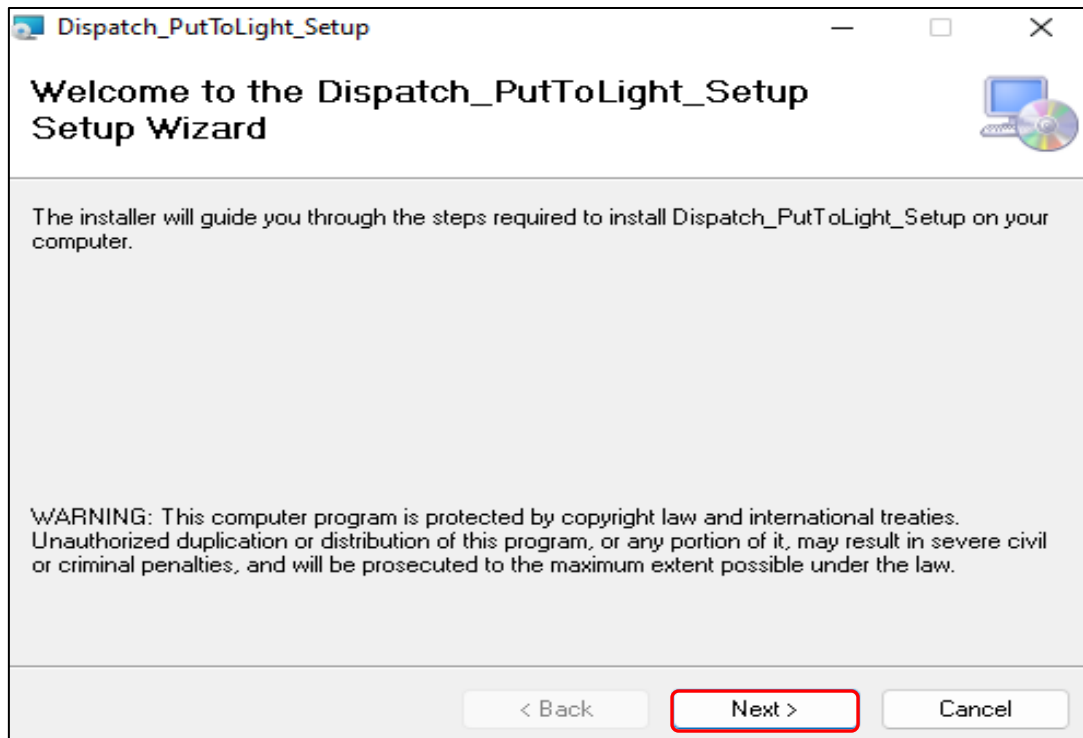 Dispatch_PutToLight_Setup
Welcome to the Dispatch_PutToLight_Setup
Setup Wizard
The installer will guide you through the steps required to install Dispatch_PutToLight_Setup on your
computer.
WARNING: This computer program is protected by copyright law and international treaties.
Unauthorized duplication or distribution of this program, or any portion of it, may result in severe civil
or criminal penalties, and will be prosecuted to the maximum extent possible under the law.
< Back
Next >
Cancel